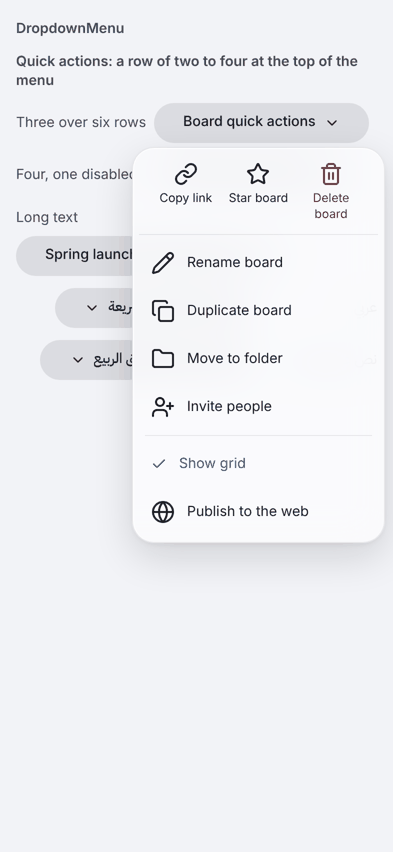 DropdownMenu
Quick actions: a row of two to four at the top of the
menu
Three over six rows
Board quick actions
Four, one disabled
Long text
Spring launch
Copy link
Star board
Delete
board
Rename board
Duplicate board
Move to folder
Invite people
Show grid
Publish to the web
الربيع